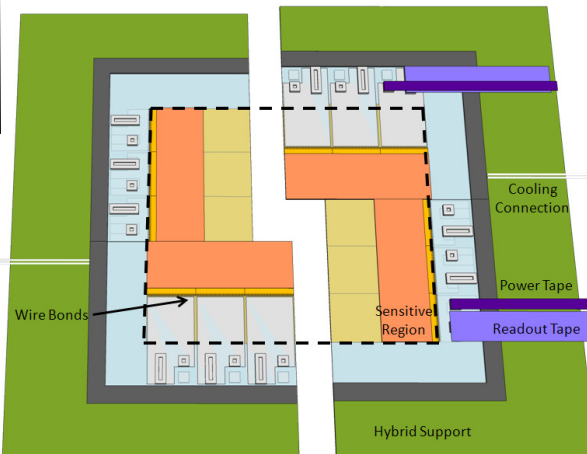 Cooling
Connection
Power Tape
Wire Bonds
Sensitive
Region
Readout Tape
Hybrid Support